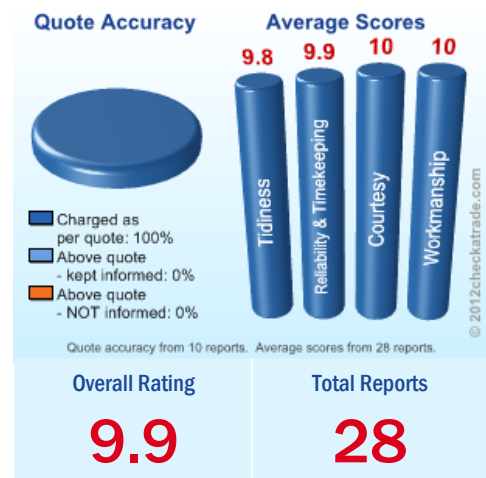 Quote Accuracy
Average Scores
9.8
9.9
10
10
Tidiness
Reliability & Timekeeping
Courtesy
Workmanship
Charged as
per quote: 100%
Above quote
- kept informed: 0%
Above quote
- NOT informed: 0%
© 2012checkatrade.com
Quote accuracy from 10 reports. Average scores from 28 reports.
Overall Rating
9.9
Total Reports
28